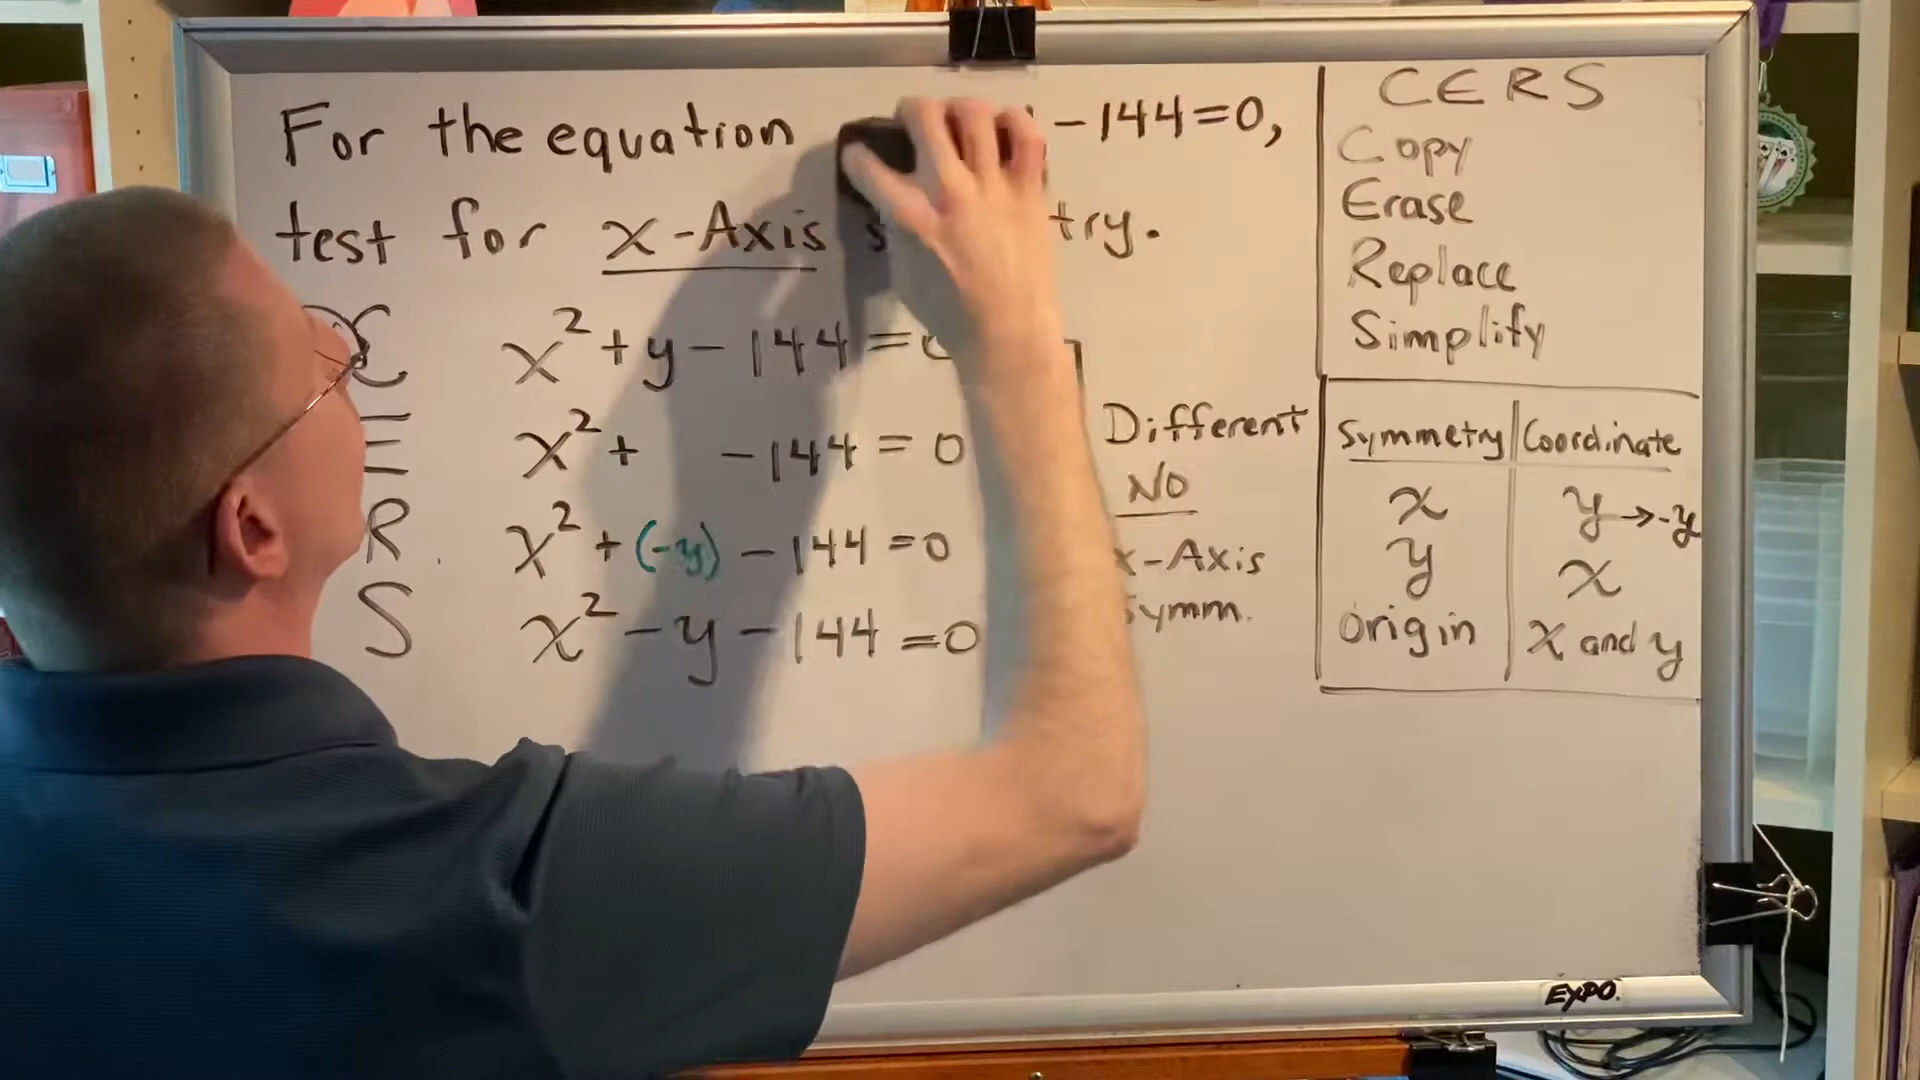 For the equation -144=0,
test for x-Axis try.
C x²+y-144=
E x²+ -144=0
R. x²+(-y)-144=0
S x²-y-144=0
Different
NO
x-Axis
Symm.
CERS
Copy
Erase
Replace
Simplify
Symmetry Coordinate
x y→-y
y x
origin x and y
EXPO